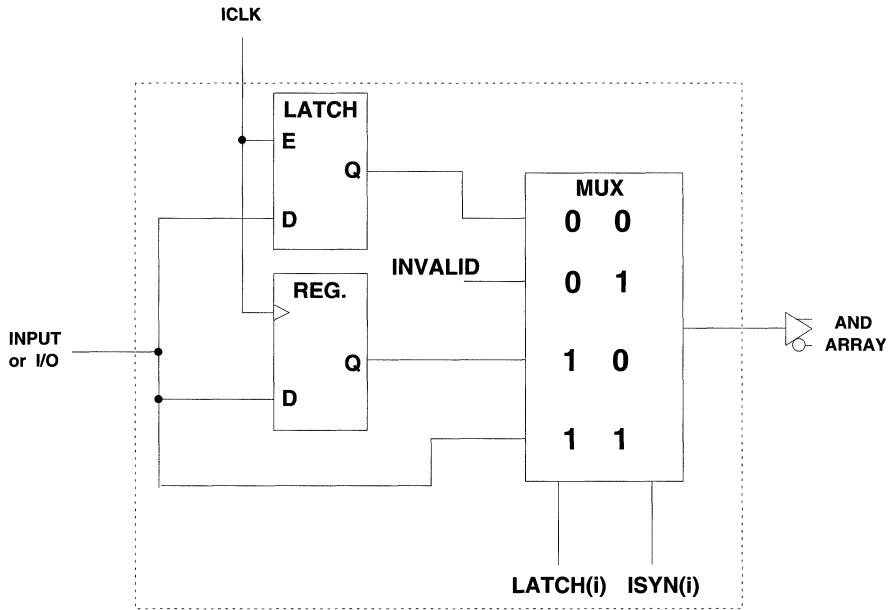 ICLK
LATCH
E
Q
D
MUX
0 0
INVALID
0 1
REG.
INPUT
or I/O
AND
ARRAY
Q
1 0
D
1 1
LATCH(i) ISYN(i)